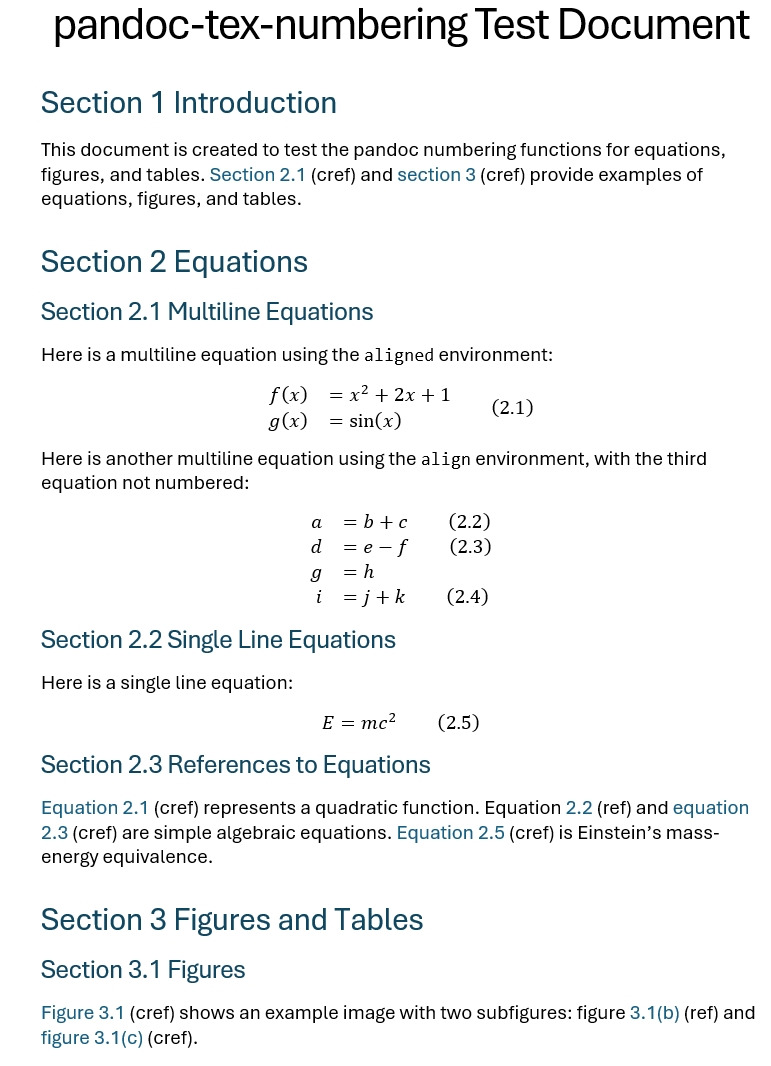 pandoc-tex-numbering Test Document
Section 1 Introduction
This document is created to test the pandoc numbering functions for equations,
figures, and tables. Section 2.1 (cref) and section 3 (cref) provide examples of
equations, figures, and tables.
Section 2 Equations
Section 2.1 Multiline Equations
Here is a multiline equation using the aligned environment:
f(x) = x² + 2x + 1
(2.1)
g(x) = sin(x)
Here is another multiline equation using the align environment, with the third
equation not numbered:
a = b + c (2.2)
d = e − f (2.3)
g = h
i = j + k (2.4)
Section 2.2 Single Line Equations
Here is a single line equation:
E = mc² (2.5)
Section 2.3 References to Equations
Equation 2.1 (cref) represents a quadratic function. Equation 2.2 (ref) and equation
2.3 (cref) are simple algebraic equations. Equation 2.5 (cref) is Einstein’s mass-
energy equivalence.
Section 3 Figures and Tables
Section 3.1 Figures
Figure 3.1 (cref) shows an example image with two subfigures: figure 3.1(b) (ref) and
figure 3.1(c) (cref).